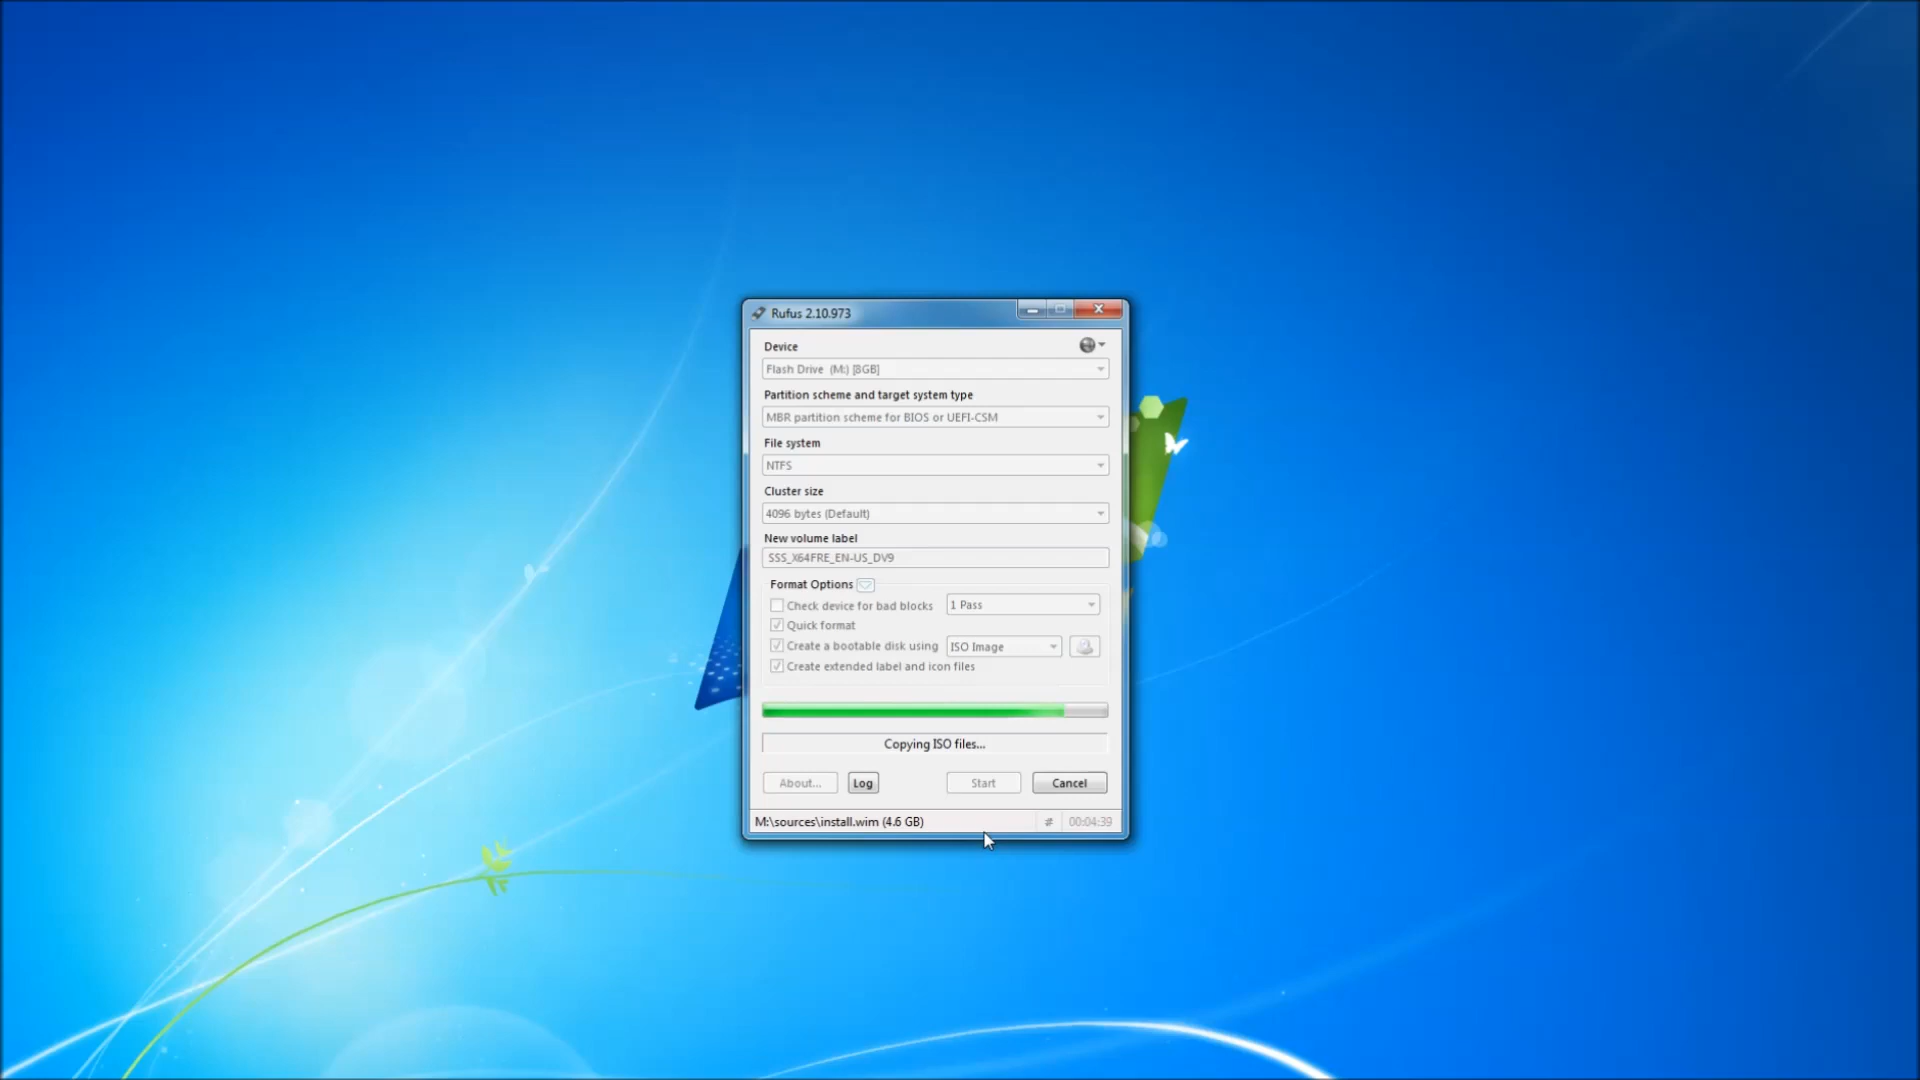 Rufus 2.10.973
Device
Flash Drive (M:) [8GB]
Partition scheme and target system type
MBR partition scheme for BIOS or UEFI-CSM
File system
NTFS
Cluster size
4096 bytes (Default)
New volume label
SSS_X64FRE_EN-US_DV9
Format Options
Check device for bad blocks 1 Pass
Quick format
Create a bootable disk using ISO Image
Create extended label and icon files
Copying ISO files...
About... Log Start Cancel
M:\sources\install.wim (4.6 GB) # 00:04:39